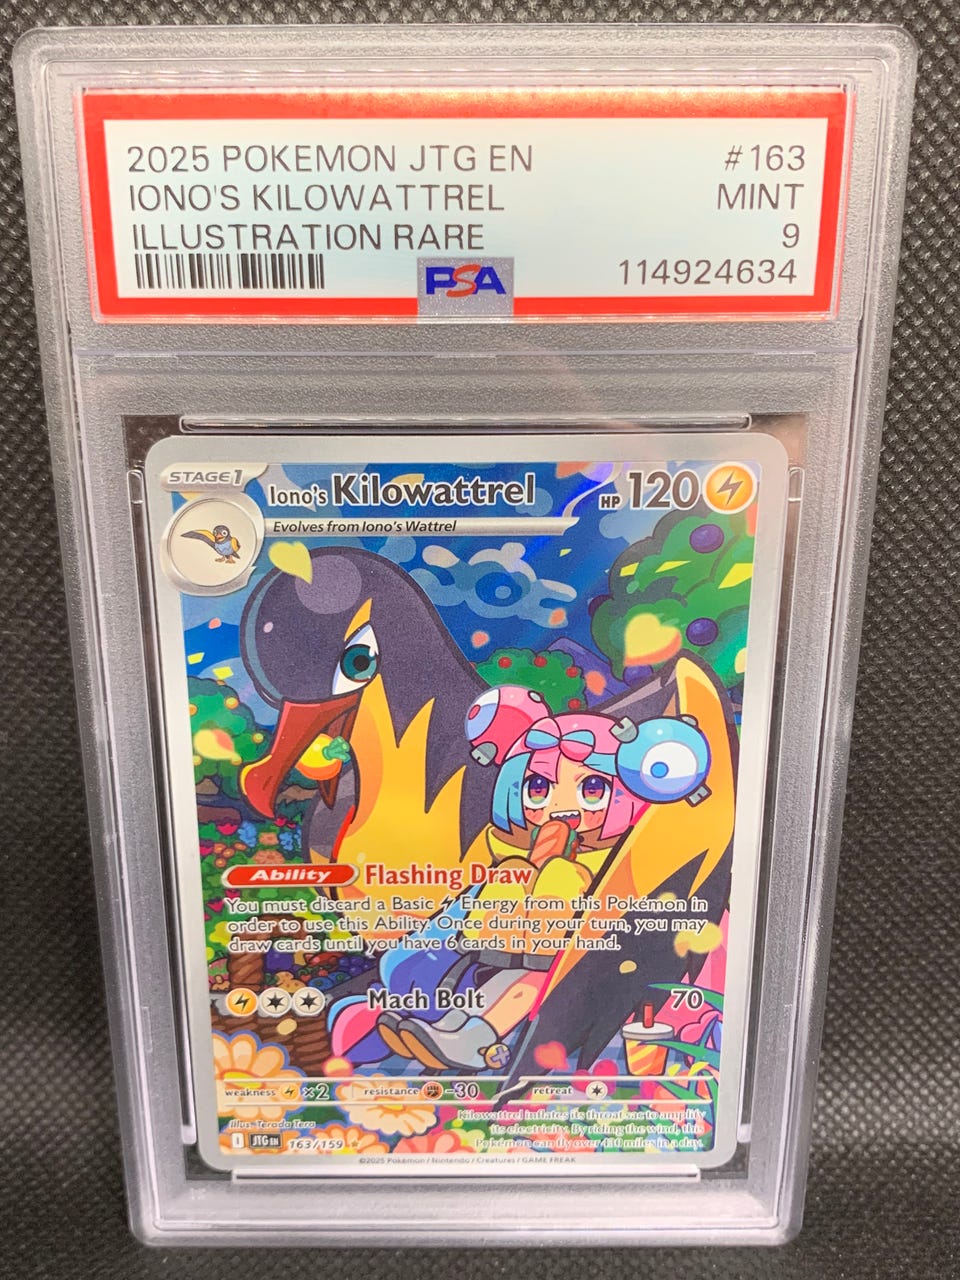 2025 POKEMON JTG EN #163
IONO'S KILOWATTREL MINT
ILLUSTRATION RARE 9
PSA 114924634
STAGE 1 Iono's Kilowattrel HP 120
Evolves from Iono's Wattrel
Ability Flashing Draw
You must discard a Basic Energy from this Pokémon in
order to use this Ability. Once during your turn, you may
draw cards until you have 6 cards in your hand.
Mach Bolt 70
weakness ×2 resistance -30 retreat
Illus. Terada Tera
Kilowattrel inflates its throat sac to amplify
its electricity. By riding the wind, this
Pokémon can fly over 430 miles in a day.
I JTG EN 163/159
©2025 Pokémon / Nintendo / Creatures / GAME FREAK